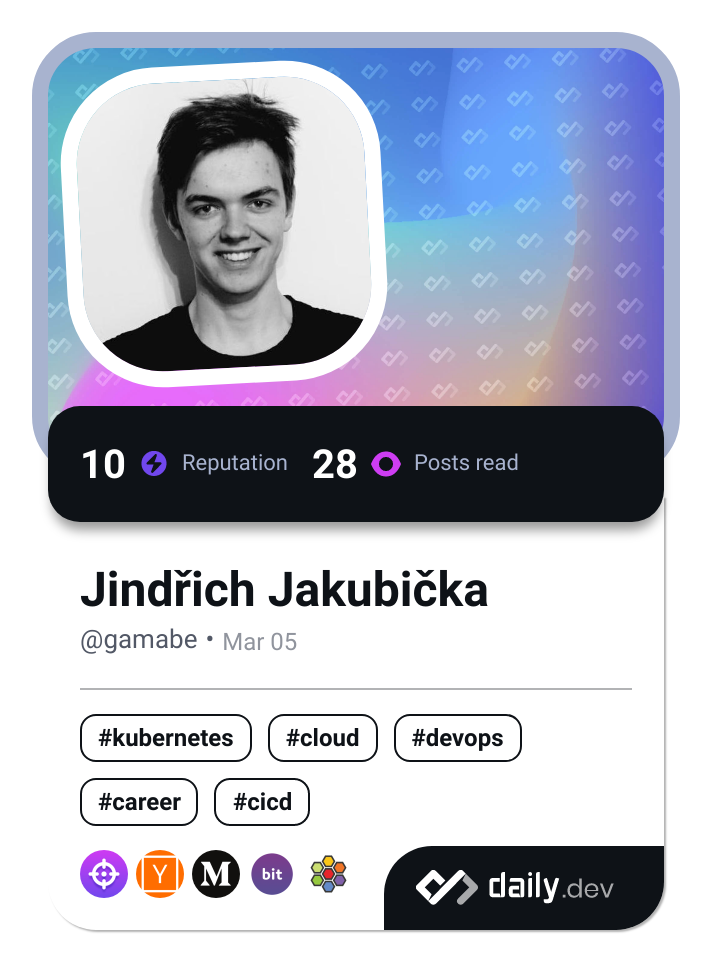 10 Reputation 28 Posts read
Jindřich Jakubička
@gamabe • Mar 05
#kubernetes #cloud #devops
#career #cicd
Y M bit
daily.dev